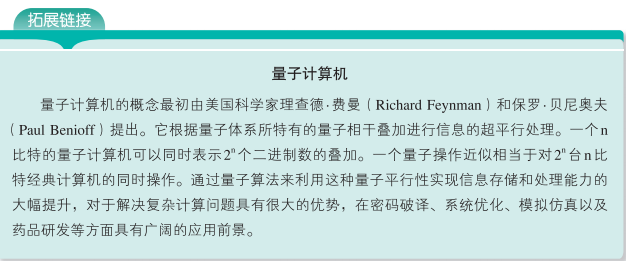 拓展链接
量子计算机
量子计算机的概念最初由美国科学家理查德·费曼（Richard Feynman）和保罗·贝尼奥夫
（Paul Benioff）提出。它根据量子体系所特有的量子相干叠加进行信息的超平行处理。一个n
比特的量子计算机可以同时表示2ⁿ个二进制数的叠加。一个量子操作近似相当于对2ⁿ台n比
特经典计算机的同时操作。通过量子算法来利用这种量子平行性实现信息存储和处理能力的
大幅提升，对于解决复杂计算问题具有很大的优势，在密码破译、系统优化、模拟仿真以及
药品研发等方面具有广阔的应用前景。